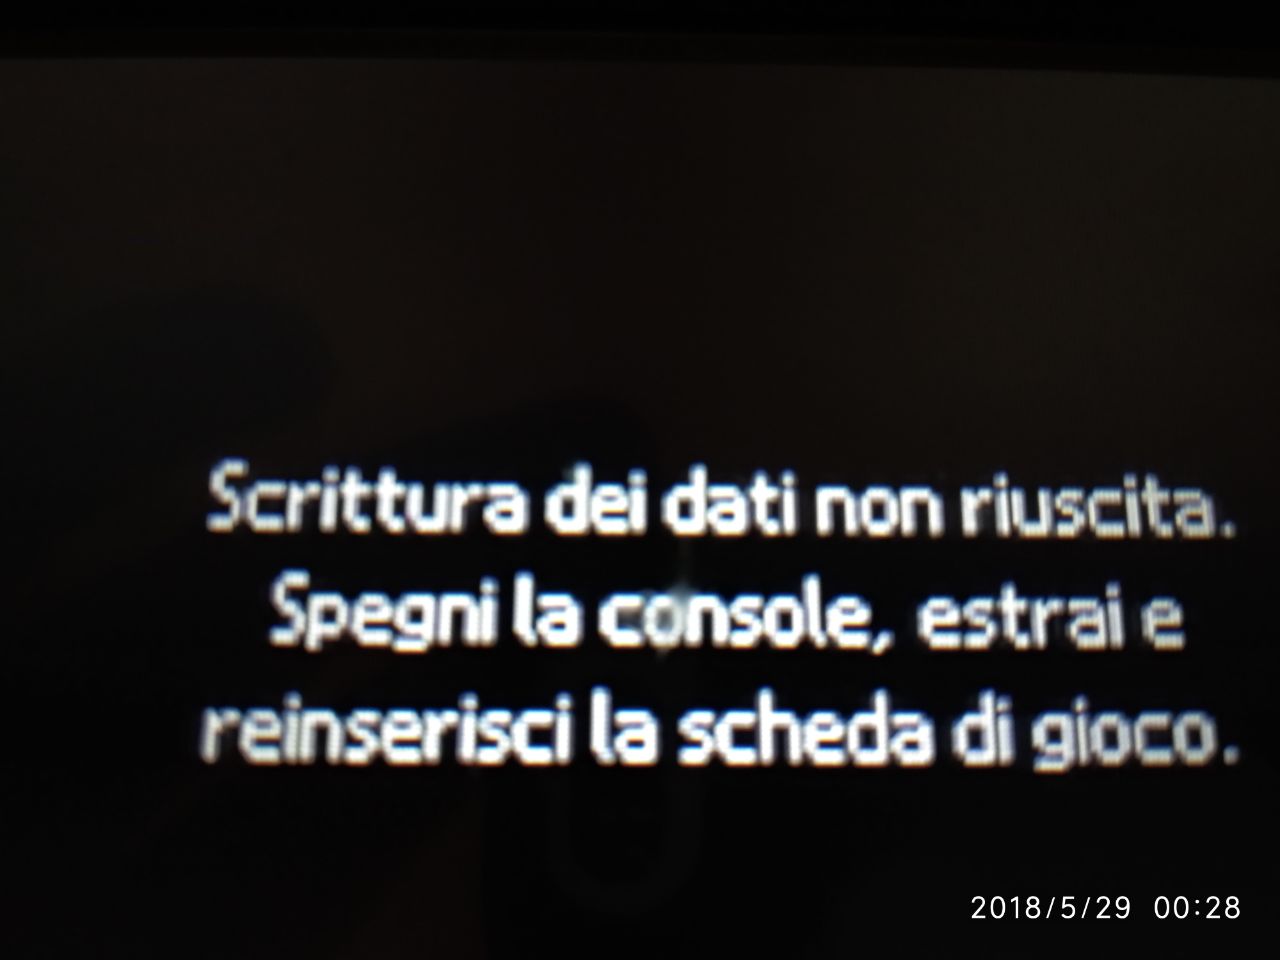 Scrittura dei dati non riuscita.
Spegni la console, estrai e
reinserisci la scheda di gioco.
2018/5/29 00:28